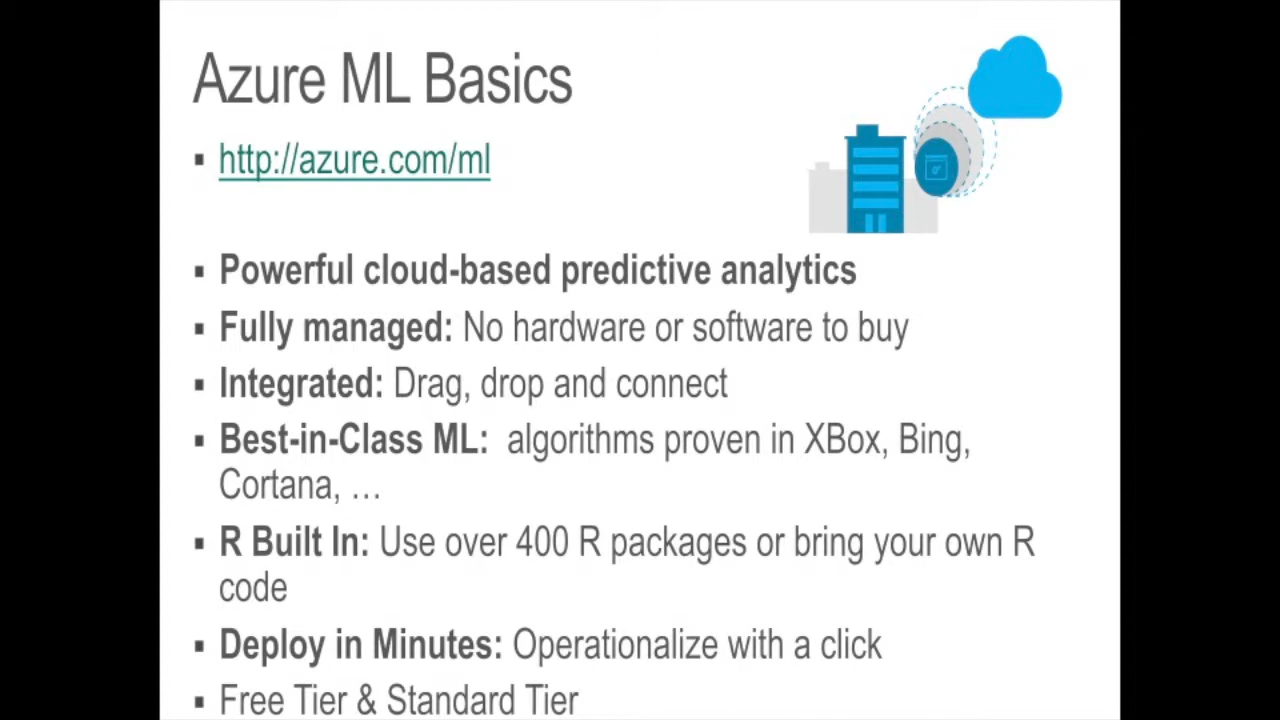 Azure ML Basics
▪ http://azure.com/ml
▪ Powerful cloud-based predictive analytics
▪ Fully managed: No hardware or software to buy
▪ Integrated: Drag, drop and connect
▪ Best-in-Class ML:  algorithms proven in XBox, Bing,
Cortana, …
▪ R Built In: Use over 400 R packages or bring your own R
code
▪ Deploy in Minutes: Operationalize with a click
▪ Free Tier & Standard Tier